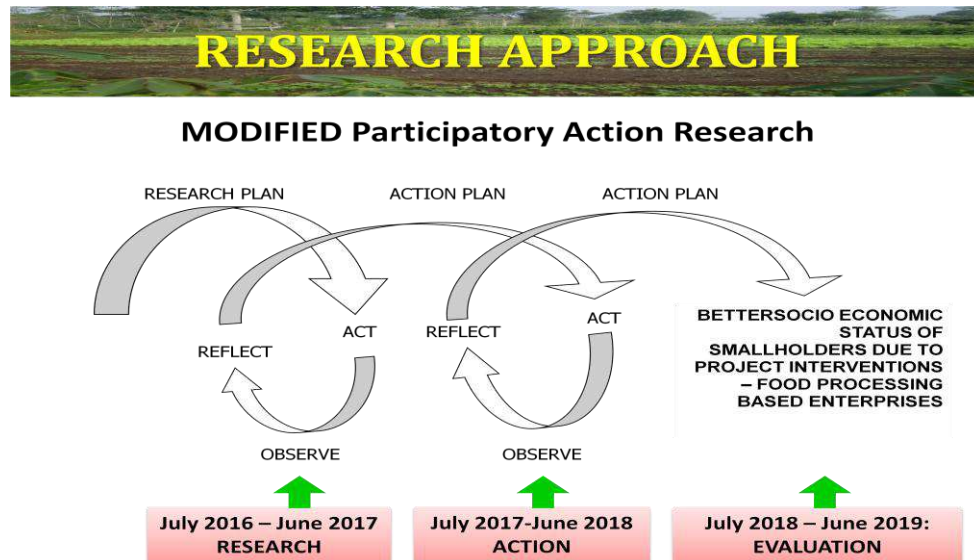 RESEARCH APPROACH
MODIFIED Participatory Action Research
RESEARCH PLAN
ACTION PLAN
ACTION PLAN
ACT
REFLECT
OBSERVE
ACT
REFLECT
OBSERVE
BETTERSOCIO ECONOMIC
STATUS OF
SMALLHOLDERS DUE TO
PROJECT INTERVENTIONS
– FOOD PROCESSING
BASED ENTERPRISES
July 2016 – June 2017
RESEARCH
July 2017-June 2018
ACTION
July 2018 – June 2019:
EVALUATION